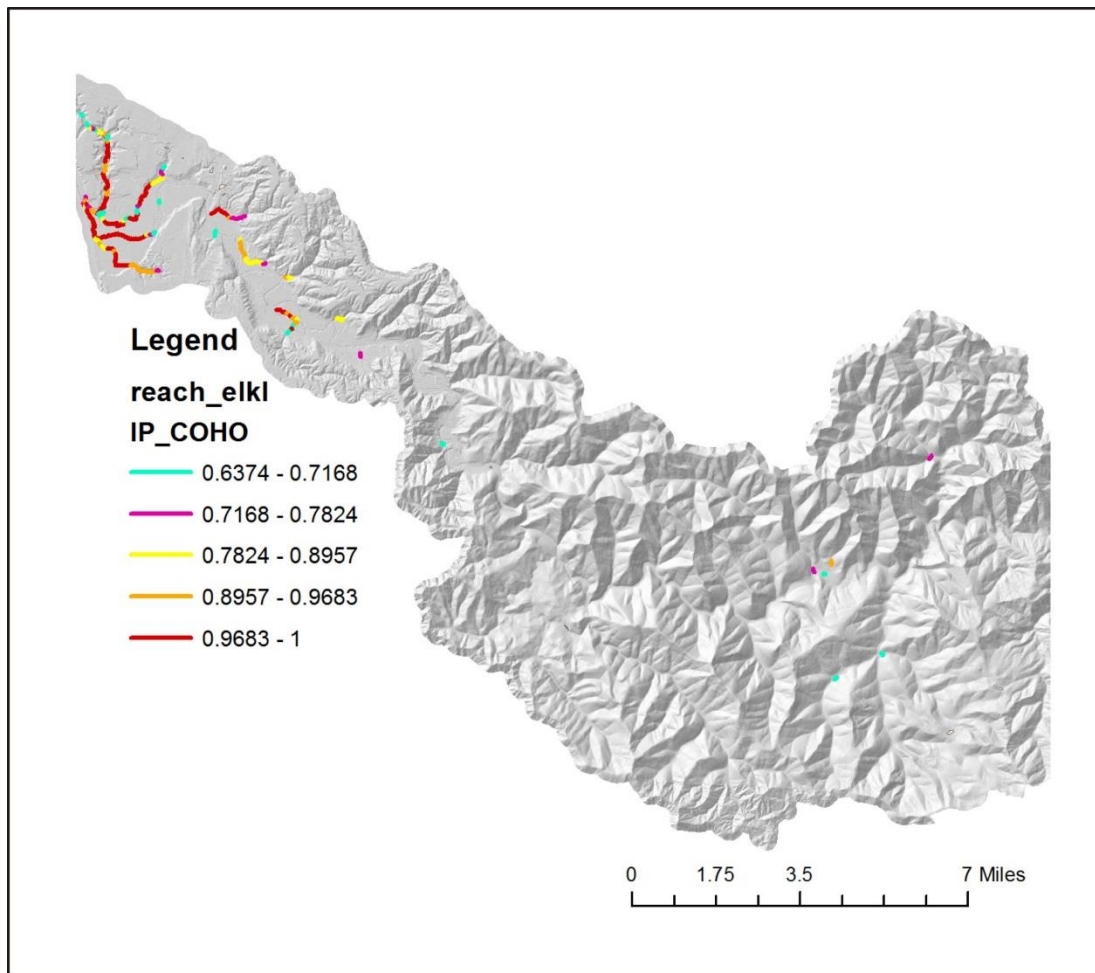 Legend
reach_elkl
IP_COHO
0.6374 - 0.7168
0.7168 - 0.7824
0.7824 - 0.8957
0.8957 - 0.9683
0.9683 - 1
0 1.75 3.5 7 Miles